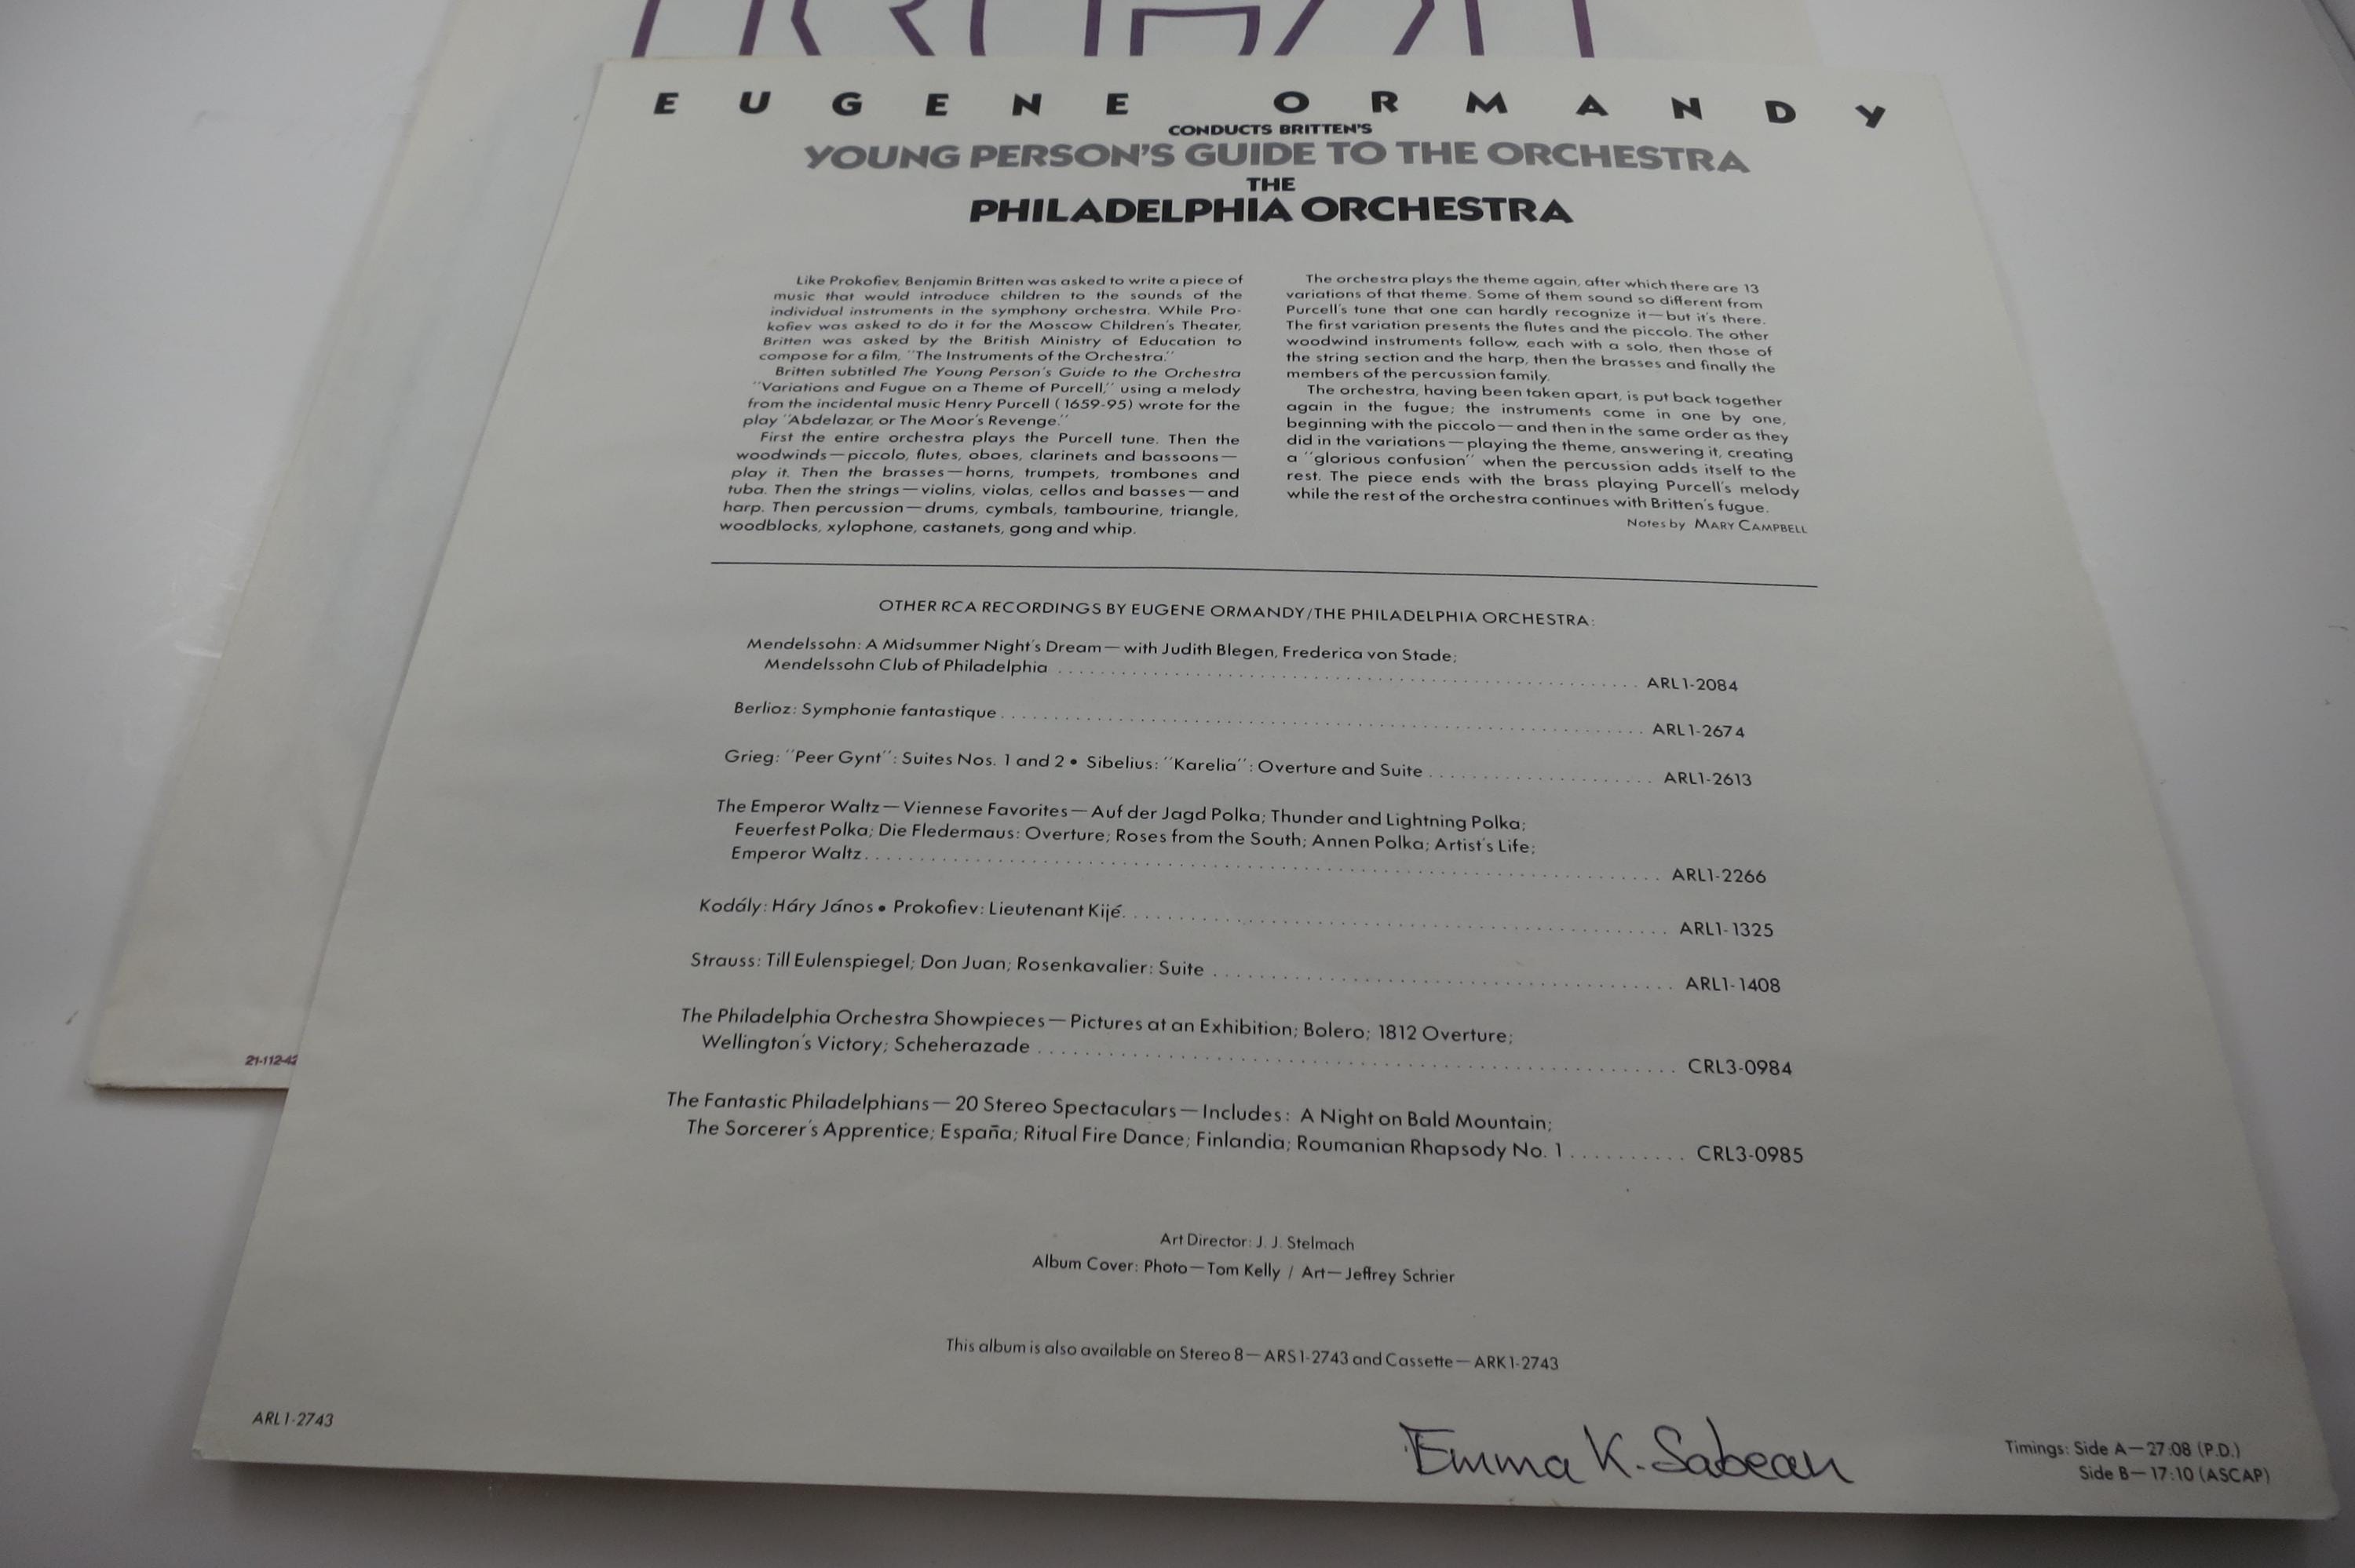 EUGENE ORMANDY
CONDUCTS BRITTEN'S
YOUNG PERSON'S GUIDE TO THE ORCHESTRA
THE
PHILADELPHIA ORCHESTRA
Like Prokofiev, Benjamin Britten was asked to write a piece of
music that would introduce children to the sounds of the
individual instruments in the symphony orchestra. While Pro-
kofiev was asked to do it for the Moscow Children's Theater,
Britten was asked by the British Ministry of Education to
compose for a film, "The Instruments of the Orchestra."
Britten subtitled The Young Person's Guide to the Orchestra
"Variations and Fugue on a Theme of Purcell," using a melody
from the incidental music Henry Purcell (1659-95) wrote for the
play "Abdelazar, or The Moor's Revenge."
First the entire orchestra plays the Purcell tune. Then the
woodwinds—piccolo, flutes, oboes, clarinets and bassoons—
play it. Then the brasses—horns, trumpets, trombones and
tuba. Then the strings—violins, violas, cellos and basses—and
harp. Then percussion—drums, cymbals, tambourine, triangle,
woodblocks, xylophone, castanets, gong and whip.
The orchestra plays the theme again, after which there are 13
variations of that theme. Some of them sound so different from
Purcell's tune that one can hardly recognize it—but it's there.
The first variation presents the flutes and the piccolo. The other
woodwind instruments follow, each with a solo, then those of
the string section and the harp, then the brasses and finally the
members of the percussion family.
The orchestra, having been taken apart, is put back together
again in the fugue; the instruments come in one by one,
beginning with the piccolo—and then in the same order as they
did in the variations—playing the theme, answering it, creating
a "glorious confusion" when the percussion adds itself to the
rest. The piece ends with the brass playing Purcell's melody
while the rest of the orchestra continues with Britten's fugue.
Notes by MARY CAMPBELL
OTHER RCA RECORDINGS BY EUGENE ORMANDY/THE PHILADELPHIA ORCHESTRA:
Mendelssohn: A Midsummer Night's Dream—with Judith Blegen, Frederica von Stade;
Mendelssohn Club of Philadelphia . . . . . . . . . . ARL1-2084
Berlioz: Symphonie fantastique . . . . . . . . . . ARL1-2674
Grieg: "Peer Gynt": Suites Nos. 1 and 2 • Sibelius: "Karelia": Overture and Suite . . . . . . . . . . ARL1-2613
The Emperor Waltz—Viennese Favorites—Auf der Jagd Polka; Thunder and Lightning Polka;
Feuerfest Polka; Die Fledermaus: Overture; Roses from the South; Annen Polka; Artist's Life;
Emperor Waltz . . . . . . . . . . ARL1-2266
Kodály: Háry János • Prokofiev: Lieutenant Kijé . . . . . . . . . . ARL1-1325
Strauss: Till Eulenspiegel; Don Juan; Rosenkavalier: Suite . . . . . . . . . . ARL1-1408
The Philadelphia Orchestra Showpieces—Pictures at an Exhibition; Bolero; 1812 Overture;
Wellington's Victory; Scheherazade . . . . . . . . . . CRL3-0984
The Fantastic Philadelphians—20 Stereo Spectaculars—Includes: A Night on Bald Mountain;
The Sorcerer's Apprentice; España; Ritual Fire Dance; Finlandia; Roumanian Rhapsody No. 1 . . . . . . . . . . CRL3-0985
21-112-42
Art Director: J. J. Stelmach
Album Cover: Photo—Tom Kelly / Art—Jeffrey Schrier
This album is also available on Stereo 8—ARS1-2743 and Cassette—ARK1-2743
ARL1-2743
Emma K. Sabean
Timings: Side A—27:08 (P.D.)
Side B—17:10 (ASCAP)